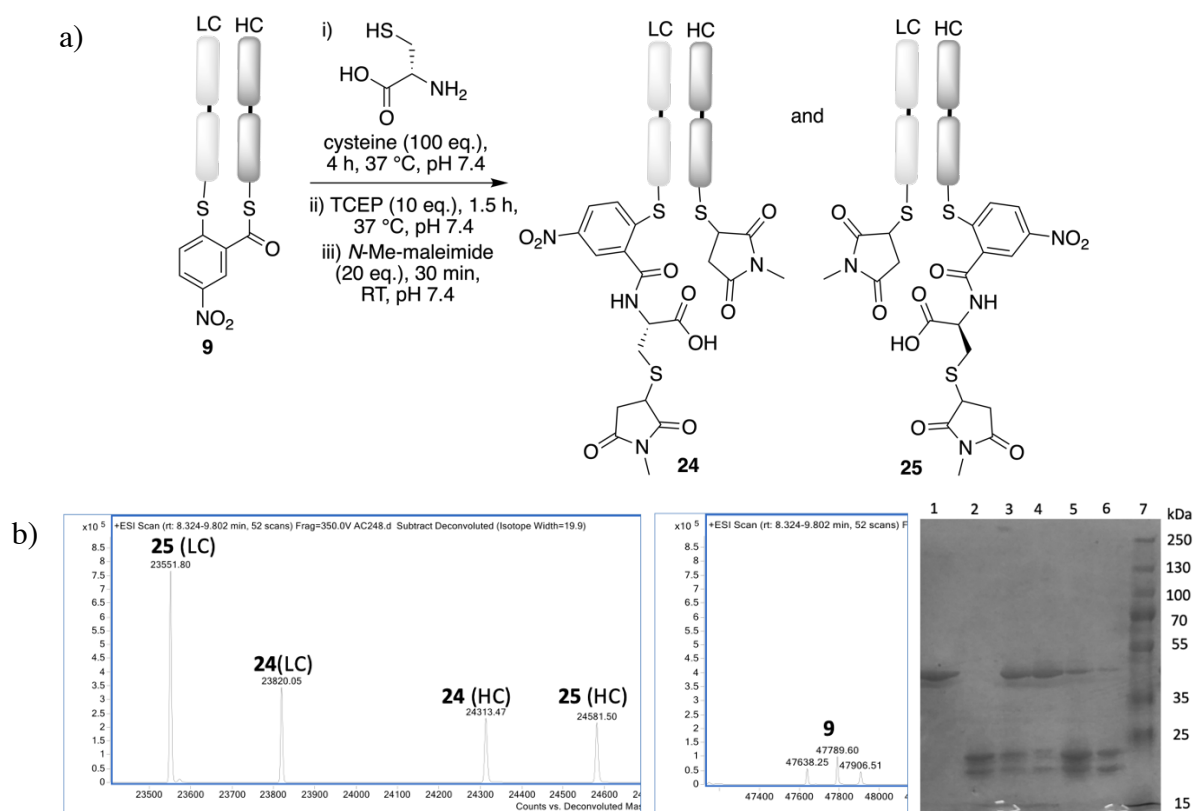 a)
LC HC
S S
O
NO2
9
i)
HS
HO
NH2
O
cysteine (100 eq.),
4 h, 37 °C, pH 7.4
ii) TCEP (10 eq.), 1.5 h,
37 °C, pH 7.4
iii) N-Me-maleimide
(20 eq.), 30 min,
RT, pH 7.4
LC HC
S S
O2N
O
O
N
O
HN
O
OH
S
O
N
O
24
and
LC HC
S S
O
N
O
NO2
O
NH
O
HO
S
O
N
O
25
b)
x10 5 +ESI Scan (rt: 8.324-9.802 min, 52 scans) Frag=350.0V AC248.d Subtract Deconvoluted (Isotope Width=19.9)
8.5
8
7.5
7
6.5
6
5.5
5
4.5
4
3.5
3
2.5
2
1.5
1
0.5
0
25 (LC)
23551.80
24(LC)
23820.05
24 (HC)
24313.47
25 (HC)
24581.50
23500 23600 23700 23800 23900 24000 24100 24200 24300 24400 24500 24600
Counts vs. Deconvoluted Mas
x10 5 +ESI Scan (rt: 8.324-9.802 min, 52 scans) F
8.5
8
7.5
7
6.5
6
5.5
5
4.5
4
3.5
3
2.5
2
1.5
1
0.5
0
9
47638.25
47789.60
47906.51
47400 47600 47800 48000
1 2 3 4 5 6 7
kDa
250
130
100
70
55
35
25
15